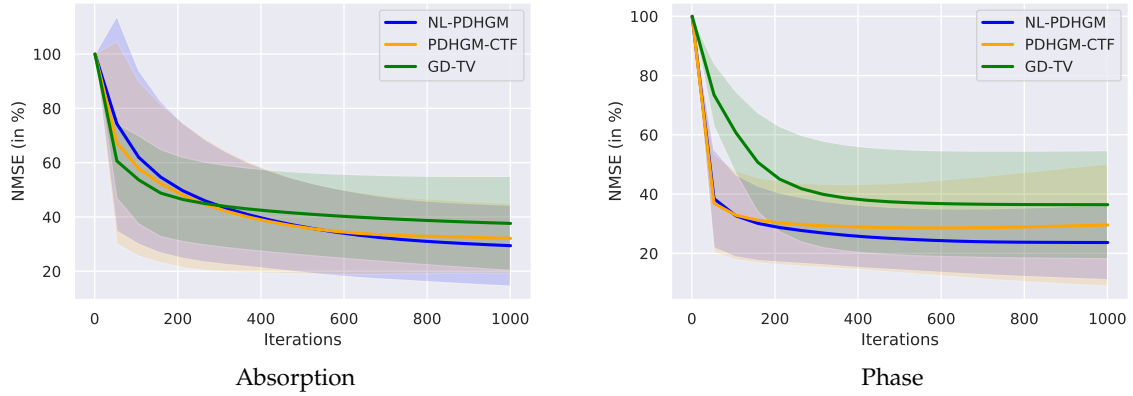 NMSE (in %)
100
80
60
40
20
0 200 400 600 800 1000
Iterations
NL-PDHGM
PDHGM-CTF
GD-TV
Absorption
NMSE (in %)
100
80
60
40
20
0 200 400 600 800 1000
Iterations
NL-PDHGM
PDHGM-CTF
GD-TV
Phase